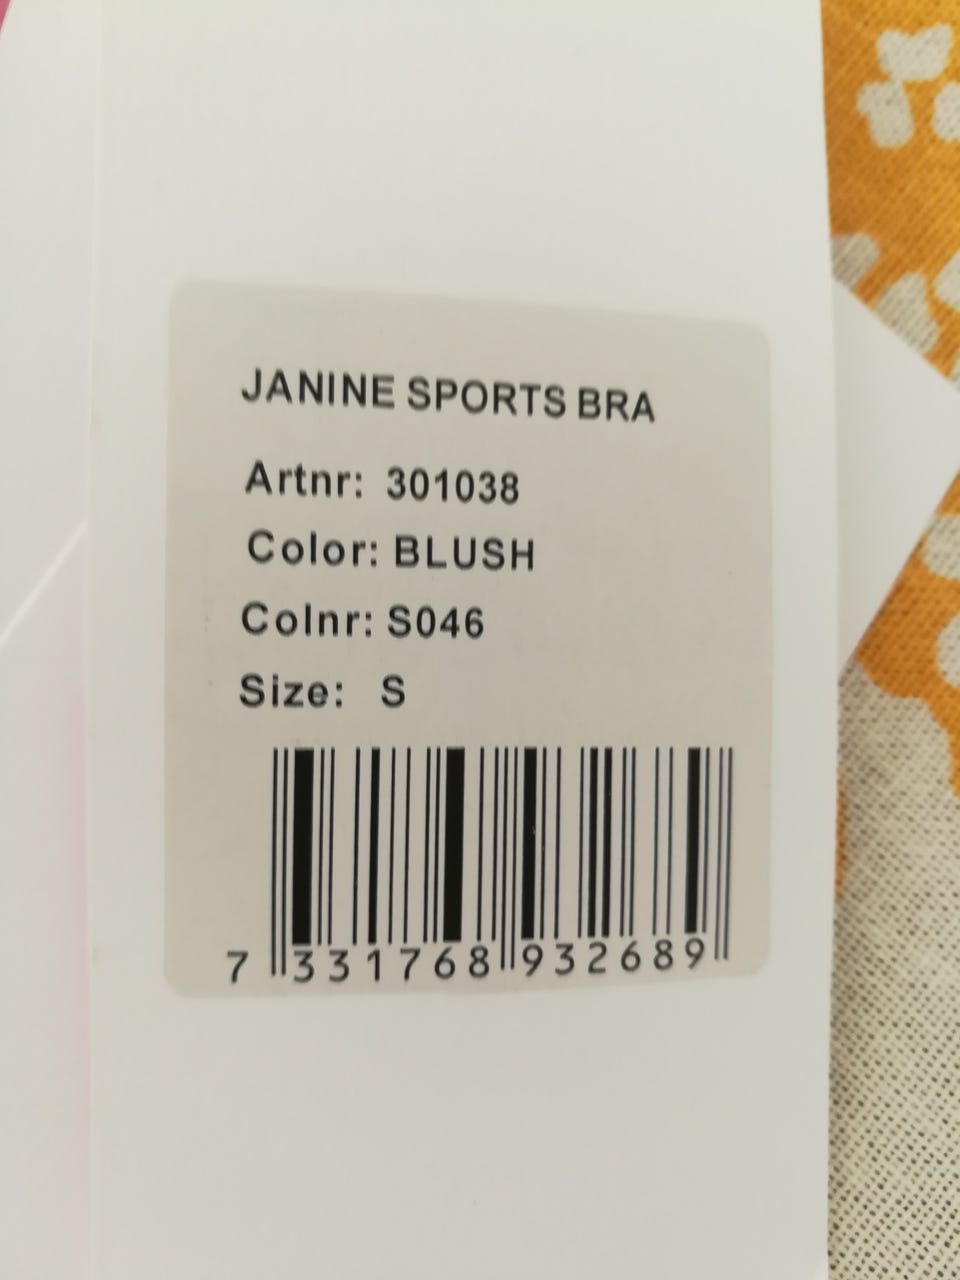 JANINE SPORTS BRA
Artnr: 301038
Color: BLUSH
Colnr: S046
Size: S
7 331768 932689